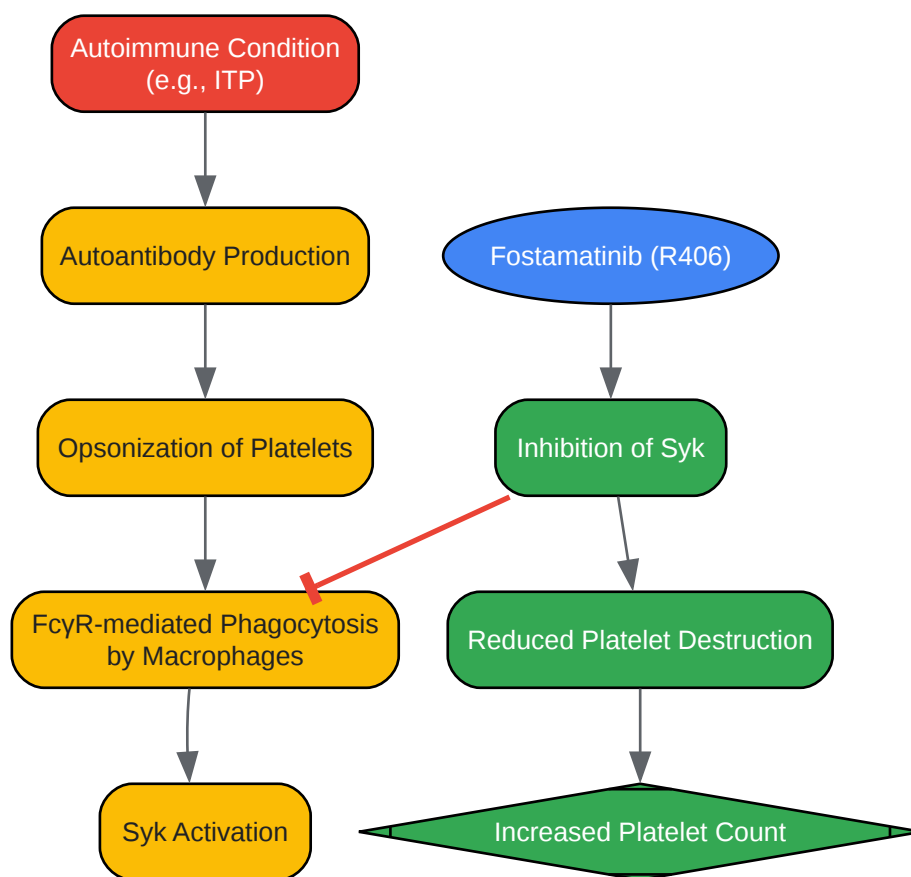 Autoimmune Condition
(e.g., ITP)
Autoantibody Production
Fostamatinib (R406)
Opsonization of Platelets
Inhibition of Syk
FcγR-mediated Phagocytosis
by Macrophages
Reduced Platelet Destruction
Syk Activation
Increased Platelet Count